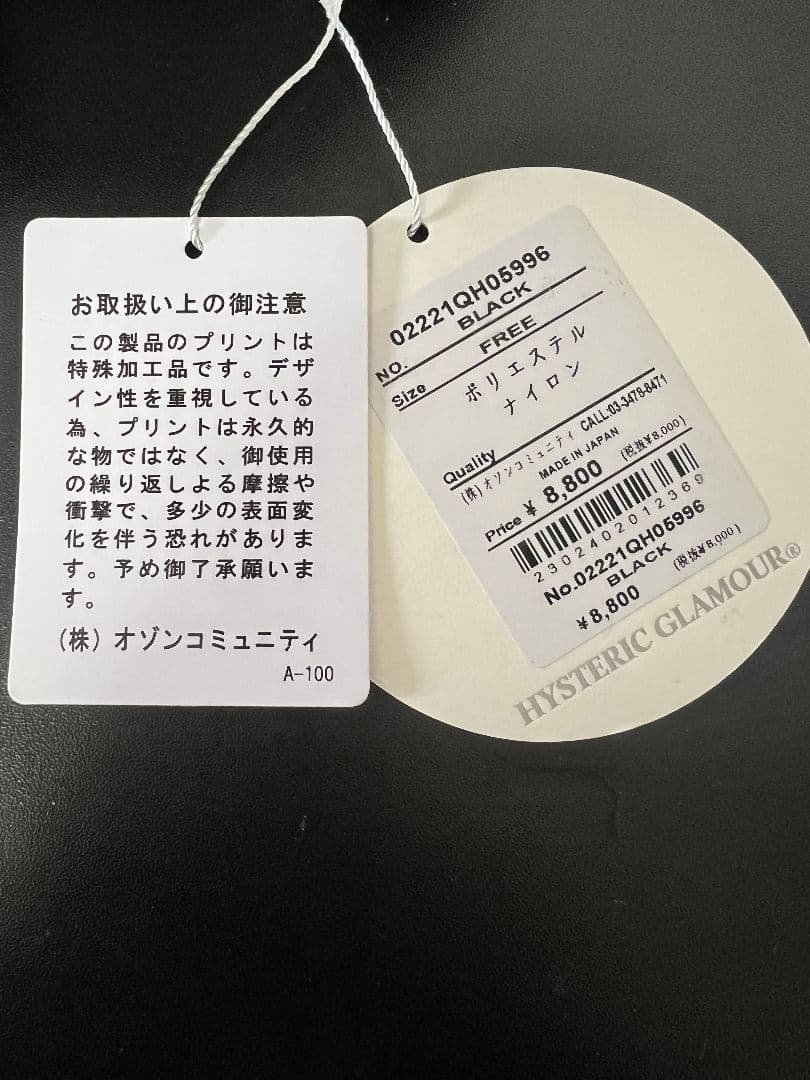 お取扱い上の御注意
この製品のプリントは
特殊加工品です。デザ
イン性を重視している
為、プリントは永久的
な物ではなく、御使用
の繰り返しよる摩擦や
衝撃で、多少の表面変
化を伴う恐れがありま
す。予め御了承願いま
す。
(株) オゾンコミュニティ
A-100
NO. 02221QH05996
BLACK
Size FREE
ポリエステル
ナイロン
Quality
(株)オゾンコミュニティ CALL:03-3478-8471
MADE IN JAPAN
Price ¥ 8,800 (税抜¥8,000)
2302402012369
No.02221QH05996
BLACK
¥8,800 (税抜¥8,000)
HYSTERIC GLAMOUR®